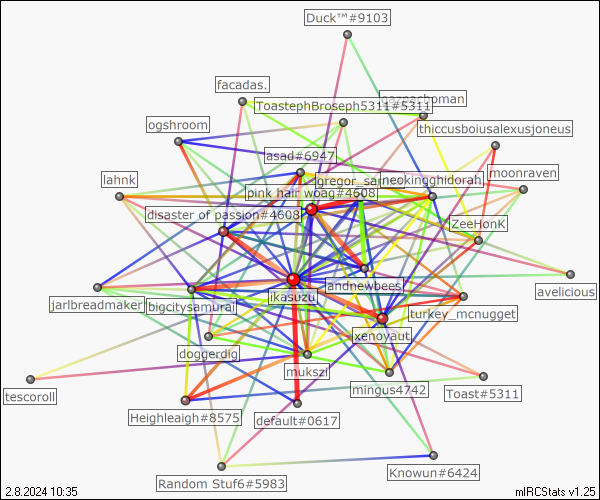 Duck™#9103
facadas.
ToastephBroseph5311#5311
ogshroom
thiccusboiusalexusjoneus
asad#6947
moonraven
lahnk
neokingghidorah
pink hair woag#4608
disaster of passion#4608
ZeeHonK
andnewbees
avelicious
ikasuzu
jarlbreadmaker
bigcitysamurai
turkey_mcnugget
xenoyaut
doggerdig
mukszi
mingus4742
tescoroll
Toast#5311
Heighleaigh#8575
default#0617
Knowun#6424
Random Stuf6#5983
2.8.2024 10:35
mIRCStats v1.25